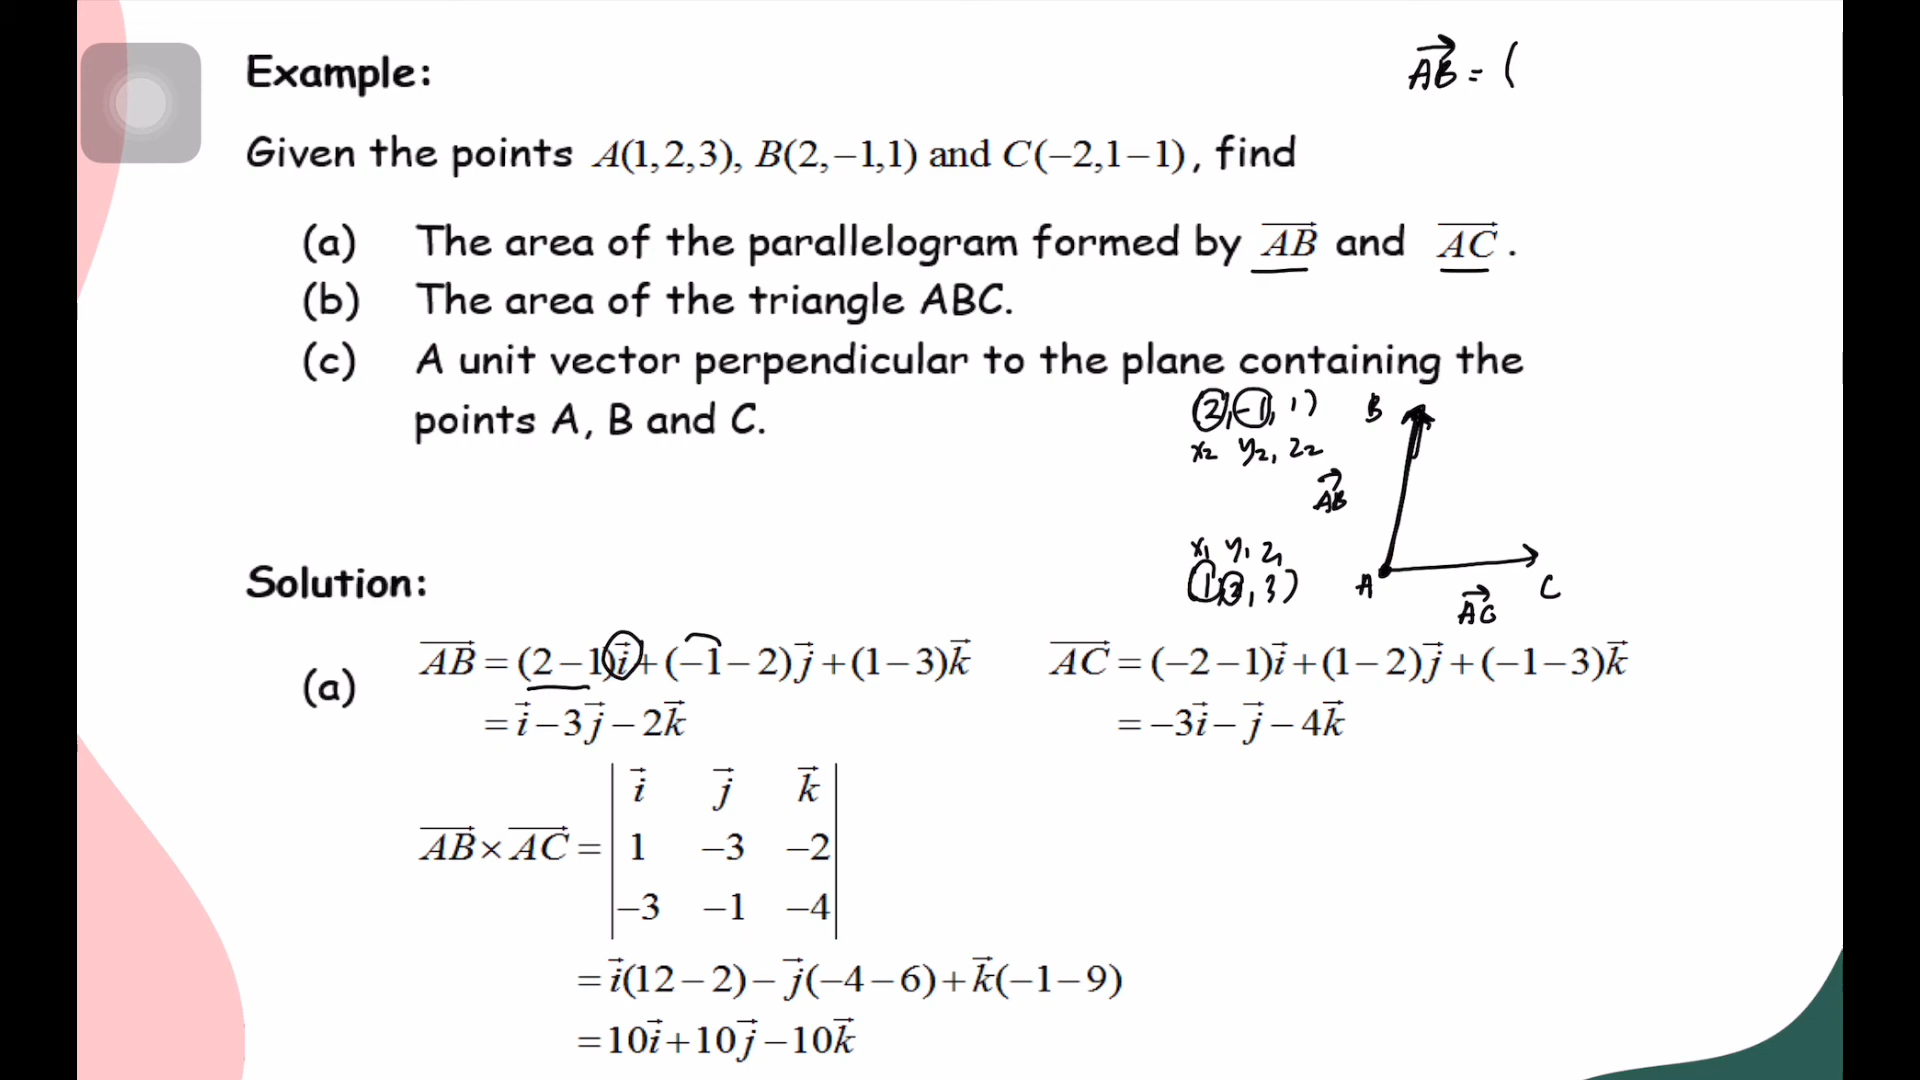 Example:
AB = (
Given the points A(1,2,3), B(2,−1,1) and C(−2,1−1), find
(a) The area of the parallelogram formed by AB and AC.
(b) The area of the triangle ABC.
(c) A unit vector perpendicular to the plane containing the
points A, B and C.
(2,−1,1) B
x2 y2, z2
AB
x1 y1 z1
(1,2,3) A C
AC
Solution:
(a) AB = (2−1)i + (−1−2)j + (1−3)k AC = (−2−1)i + (1−2)j + (−1−3)k
= i − 3j − 2k = −3i − j − 4k
i j k
AB × AC = 1 −3 −2
−3 −1 −4
= i(12−2) − j(−4−6) + k(−1−9)
= 10i + 10j − 10k